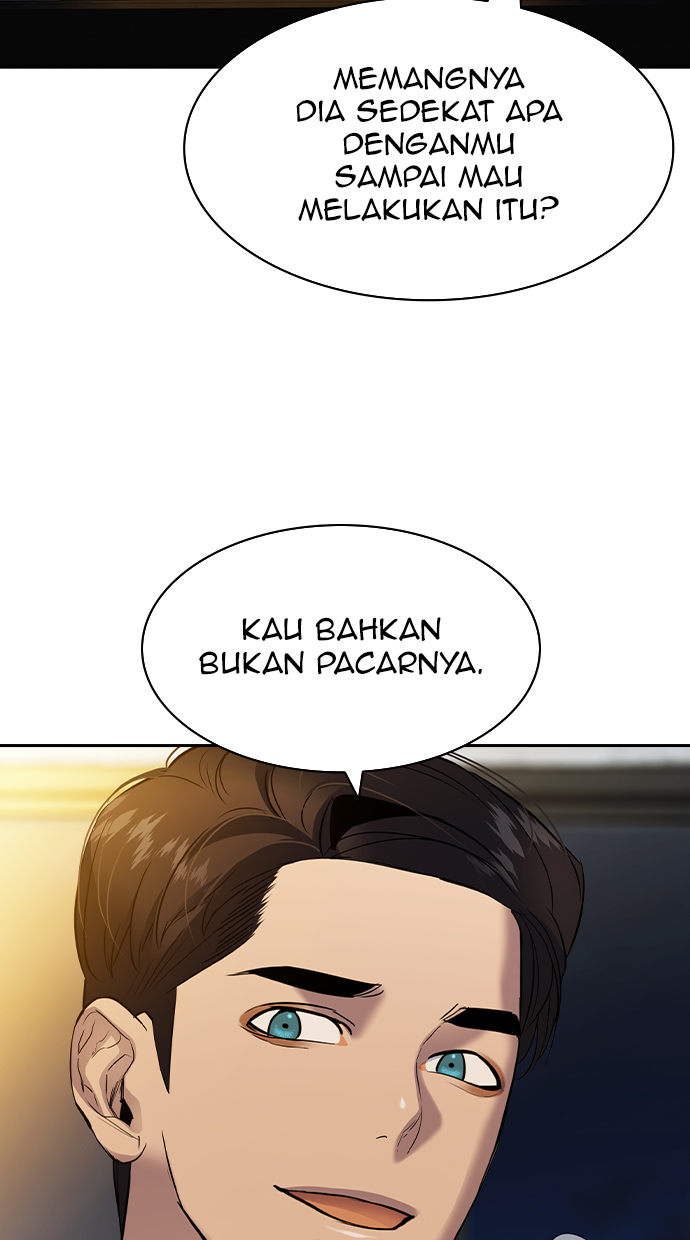 MEMANGNYA
DIA SEDEKAT APA
DENGANMU
SAMPAI MAU
MELAKUKAN ITU?
KAU BAHKAN
BUKAN PACARNYA.